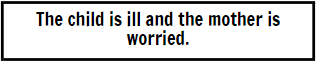 The child is ill and the mother is
worried.